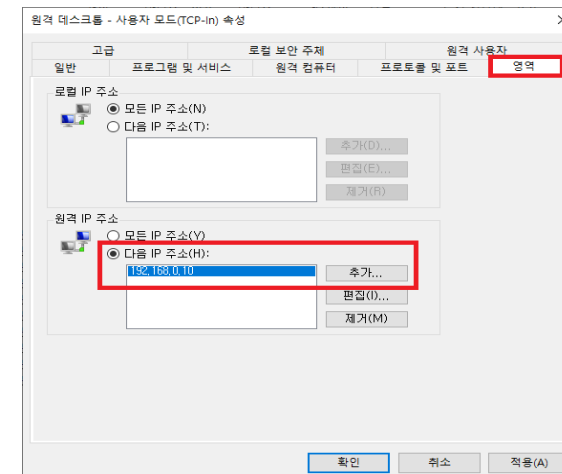 원격 데스크톱 - 사용자 모드(TCP-In) 속성
고급 로컬 보안 주체 원격 사용자
일반 프로그램 및 서비스 원격 컴퓨터 프로토콜 및 포트 영역
로컬 IP 주소
모든 IP 주소(N)
다음 IP 주소(T):
추가(D)...
편집(E)...
제거(R)
원격 IP 주소
모든 IP 주소(Y)
다음 IP 주소(H):
192.168.0.10
추가...
편집(I)...
제거(M)
확인 취소 적용(A)